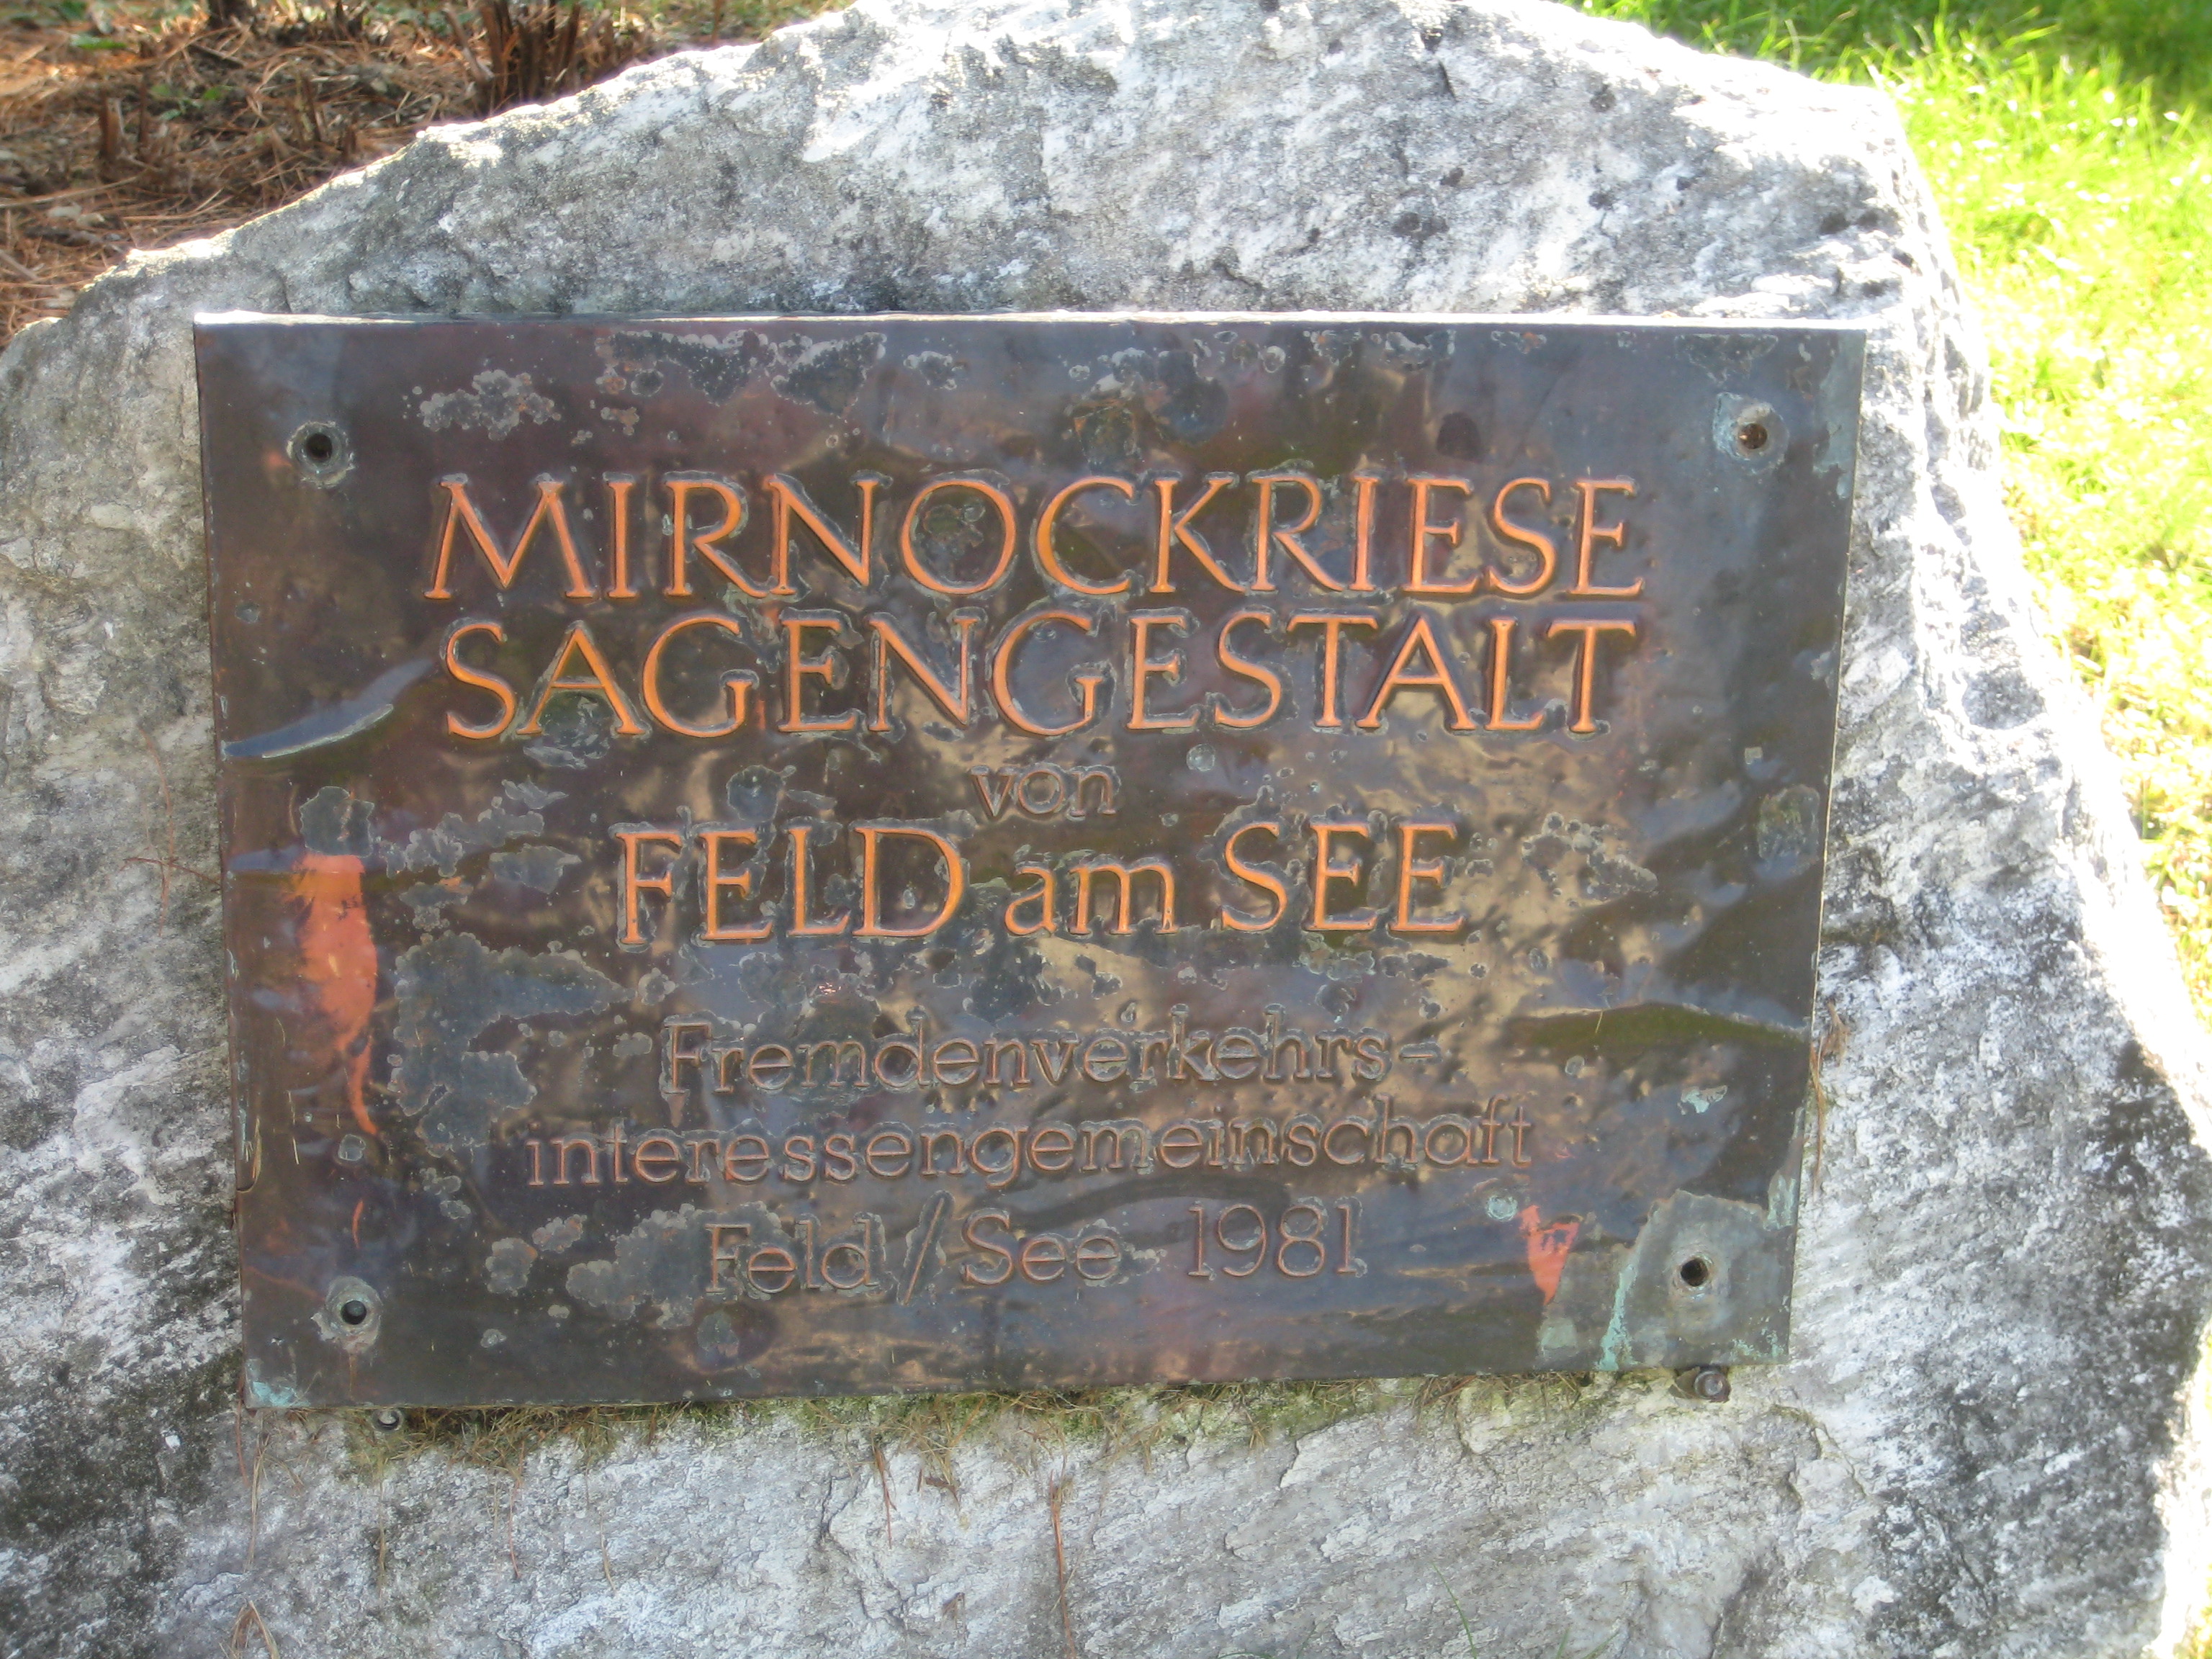 MIRNOCKRIESE
SAGENGESTALT
von
FELD am SEE
Fremdenverkehrs-
interessengemeinschaft
Feld / See 1981